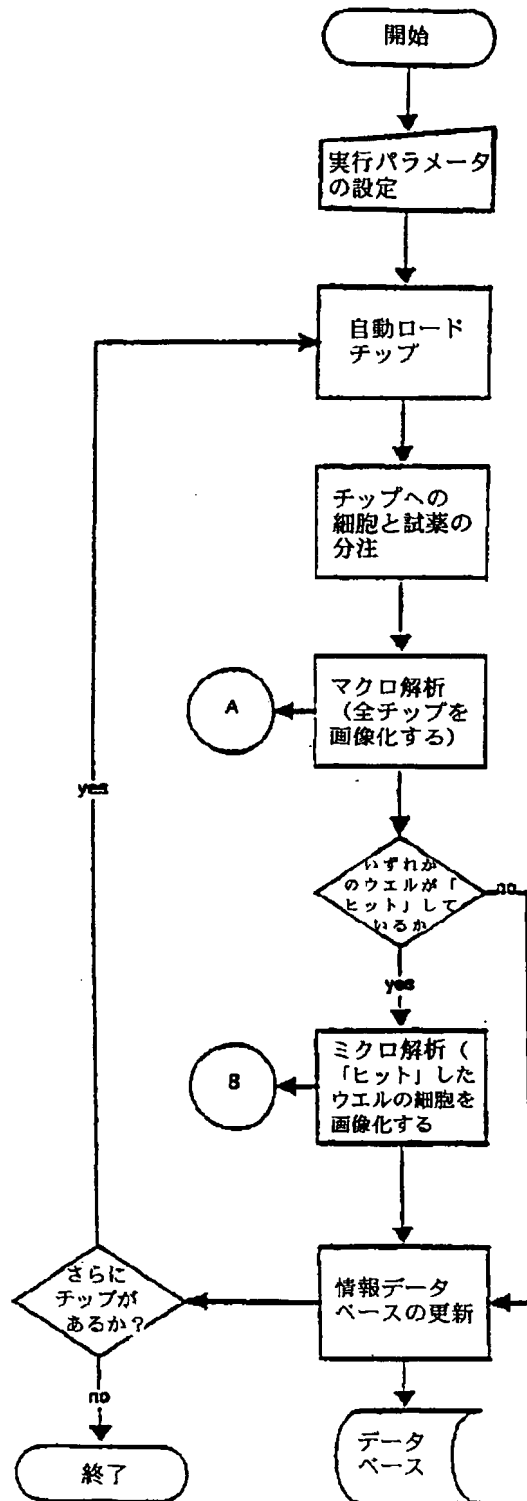 開始
実行パラメータ
の設定
自動ロード
チップ
チップへの
細胞と試薬の
分注
マクロ解析
(全チップを
画像化する)
A
yes
いずれか
のウエルが「
ヒット」して
いるか
no
yes
ミクロ解析(
「ヒット」した
ウエルの細胞を
画像化する
B
さらに
チップが
あるか?
情報データ
ベースの更新
no
終了
データ
ベース